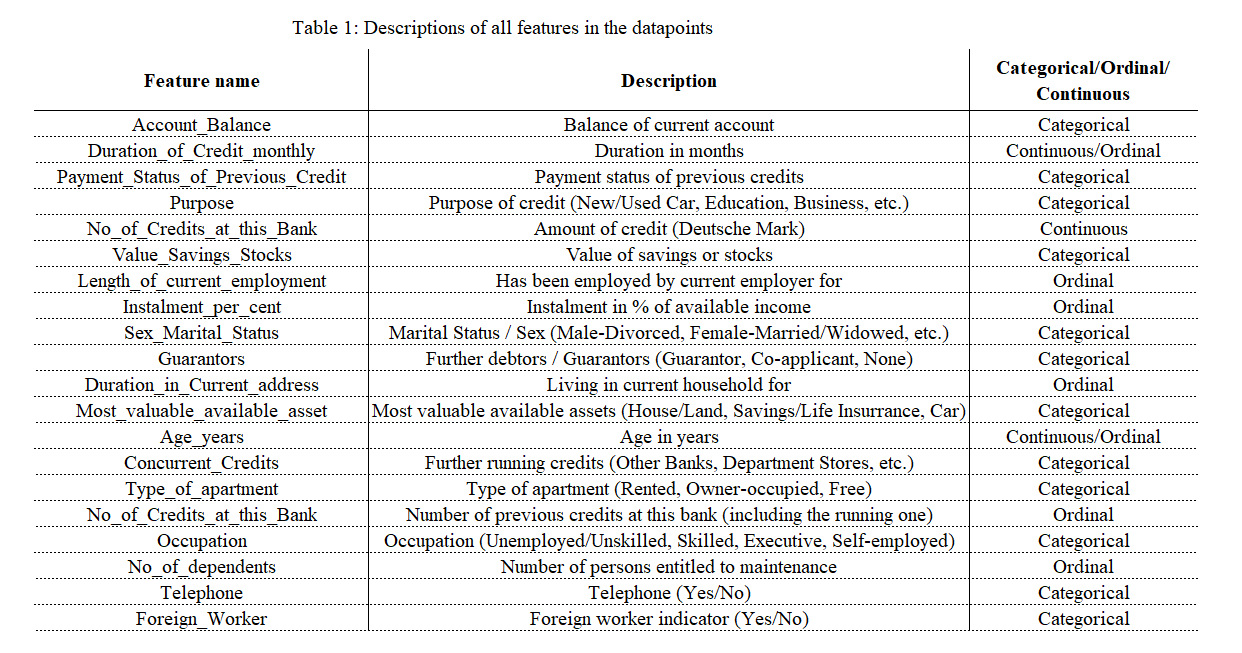 Table 1: Descriptions of all features in the datapoints
Feature name Description Categorical/Ordinal/
Continuous
Account_Balance Balance of current account Categorical
Duration_of_Credit_monthly Duration in months Continuous/Ordinal
Payment_Status_of_Previous_Credit Payment status of previous credits Categorical
Purpose Purpose of credit (New/Used Car, Education, Business, etc.) Categorical
No_of_Credits_at_this_Bank Amount of credit (Deutsche Mark) Continuous
Value_Savings_Stocks Value of savings or stocks Categorical
Length_of_current_employment Has been employed by current employer for Ordinal
Instalment_per_cent Instalment in % of available income Ordinal
Sex_Marital_Status Marital Status / Sex (Male-Divorced, Female-Married/Widowed, etc.) Categorical
Guarantors Further debtors / Guarantors (Guarantor, Co-applicant, None) Categorical
Duration_in_Current_address Living in current household for Ordinal
Most_valuable_available_asset Most valuable available assets (House/Land, Savings/Life Insurrance, Car) Categorical
Age_years Age in years Continuous/Ordinal
Concurrent_Credits Further running credits (Other Banks, Department Stores, etc.) Categorical
Type_of_apartment Type of apartment (Rented, Owner-occupied, Free) Categorical
No_of_Credits_at_this_Bank Number of previous credits at this bank (including the running one) Ordinal
Occupation Occupation (Unemployed/Unskilled, Skilled, Executive, Self-employed) Categorical
No_of_dependents Number of persons entitled to maintenance Ordinal
Telephone Telephone (Yes/No) Categorical
Foreign_Worker Foreign worker indicator (Yes/No) Categorical